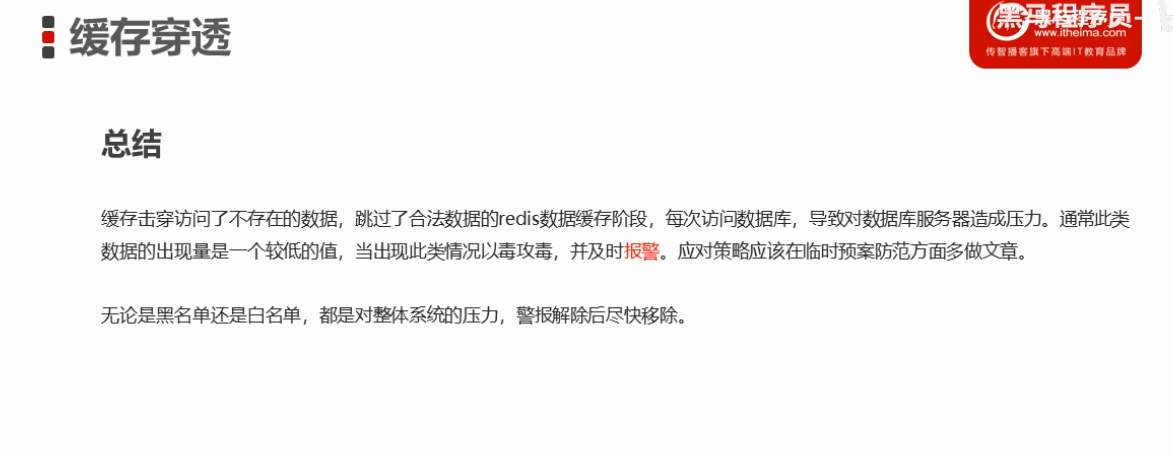 缓存穿透
黑马程序员-
www.itheima.com
传智播客旗下高端IT教育品牌
总结
缓存击穿访问了不存在的数据，跳过了合法数据的redis数据缓存阶段，每次访问数据库，导致对数据库服务器造成压力。通常此类
数据的出现量是一个较低的值，当出现此类情况以毒攻毒，并及时报警。应对策略应该在临时预案防范方面多做文章。
无论是黑名单还是白名单，都是对整体系统的压力，警报解除后尽快移除。